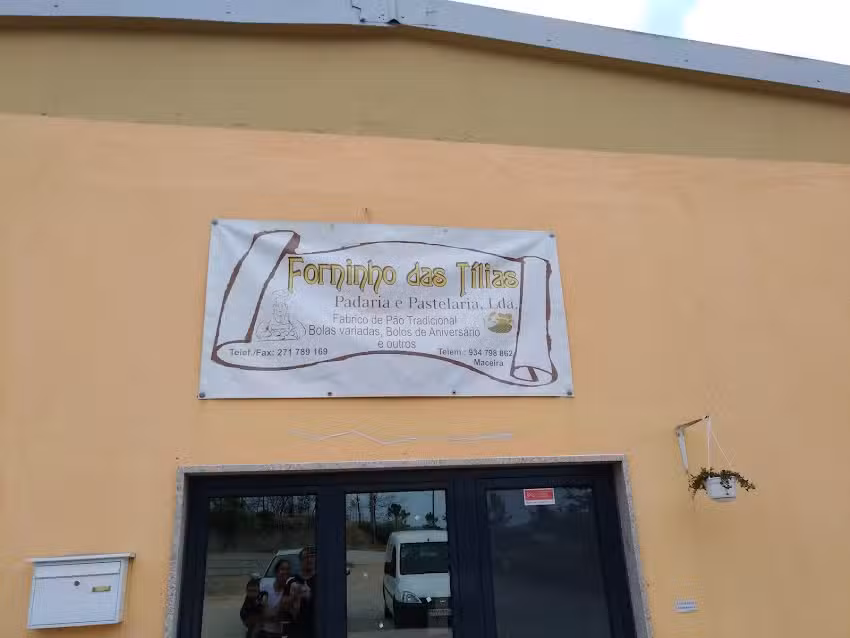 Forninho das Tílias
Padaria e Pastelaria, Lda.
Fabrico de Pão Tradicional
Bolas variadas, Bolos de Aniversário
e outros
Telef./Fax: 271 789 169
Telem.: 934 798 862
Maceira